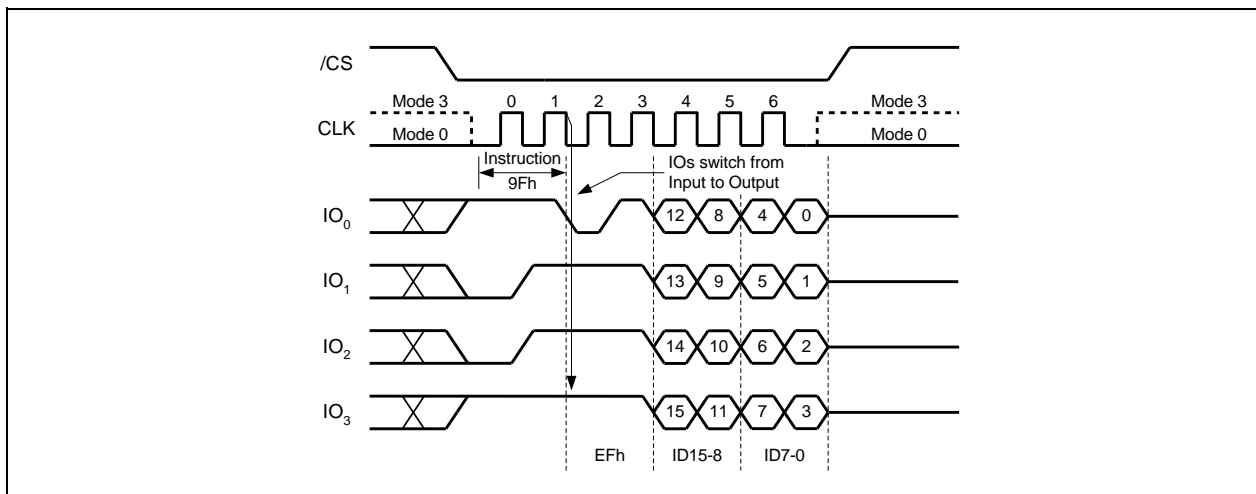 /CS
0 1 2 3 4 5 6
Mode 3 Mode 3
CLK
Mode 0 Mode 0
Instruction
9Fh
IOs switch from
Input to Output
IO0 12 8 4 0
IO1 13 9 5 1
IO2 14 10 6 2
IO3 15 11 7 3
EFh ID15-8 ID7-0